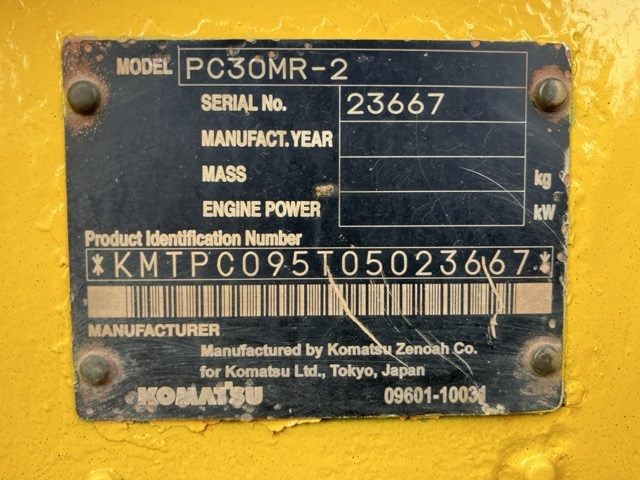 MODEL PC30MR-2
SERIAL No. 23667
MANUFACT.YEAR
MASS kg
ENGINE POWER kW
Product Identification Number
*KMTPC095T05023667*
MANUFACTURER
Manufactured by Komatsu Zenoah Co.
for Komatsu Ltd., Tokyo, Japan
KOMATSU 09601-10031